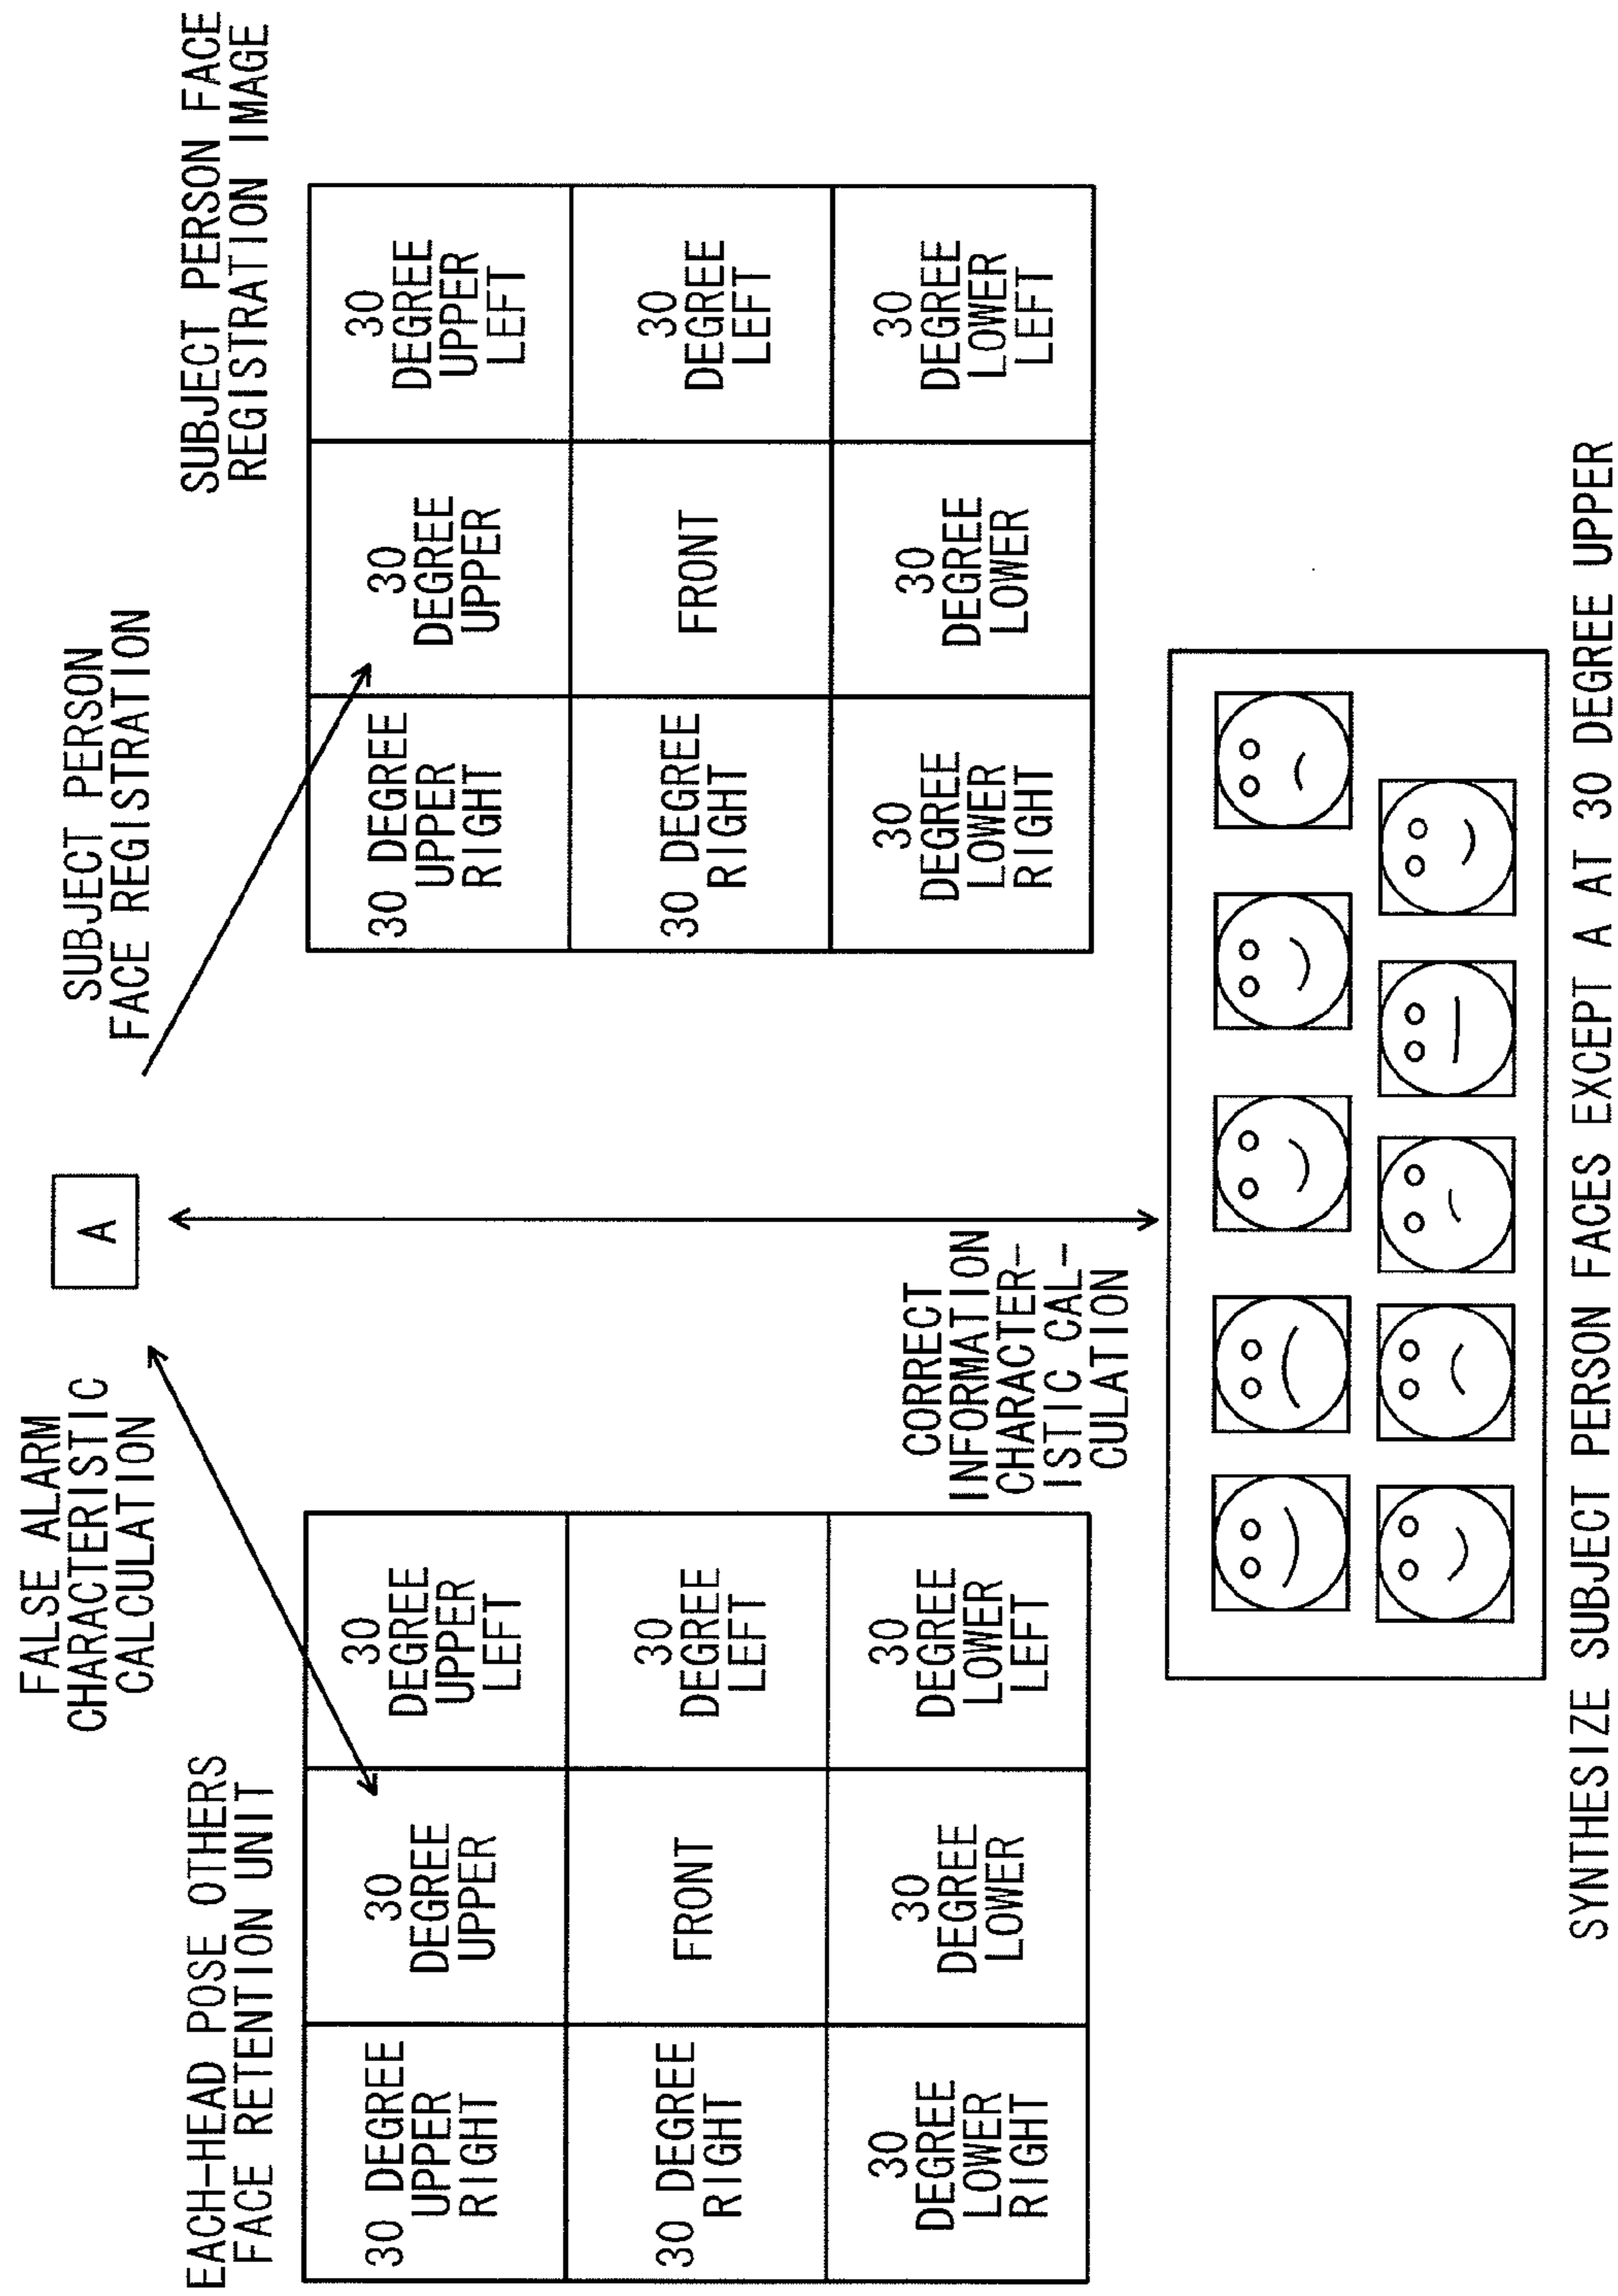 FALSE ALARM
CHARACTERISTIC
CALCULATION
A
SUBJECT PERSON
FACE REGISTRATION
EACH-HEAD POSE OTHERS
FACE RETENTION UNIT
30 DEGREE
UPPER
RIGHT
30
DEGREE
UPPER
30
DEGREE
UPPER
LEFT
30 DEGREE
RIGHT
FRONT
30
DEGREE
LEFT
30
DEGREE
LOWER
RIGHT
30
DEGREE
LOWER
30
DEGREE
LOWER
LEFT
SUBJECT PERSON FACE
REGISTRATION IMAGE
30 DEGREE
UPPER
RIGHT
30
DEGREE
UPPER
30
DEGREE
UPPER
LEFT
30 DEGREE
RIGHT
FRONT
30
DEGREE
LEFT
30
DEGREE
LOWER
RIGHT
30
DEGREE
LOWER
30
DEGREE
LOWER
LEFT
CORRECT
INFORMATION
CHARACTER-
ISTIC CAL-
CULATION
SYNTHESIZE SUBJECT PERSON FACES EXCEPT A AT 30 DEGREE UPPER